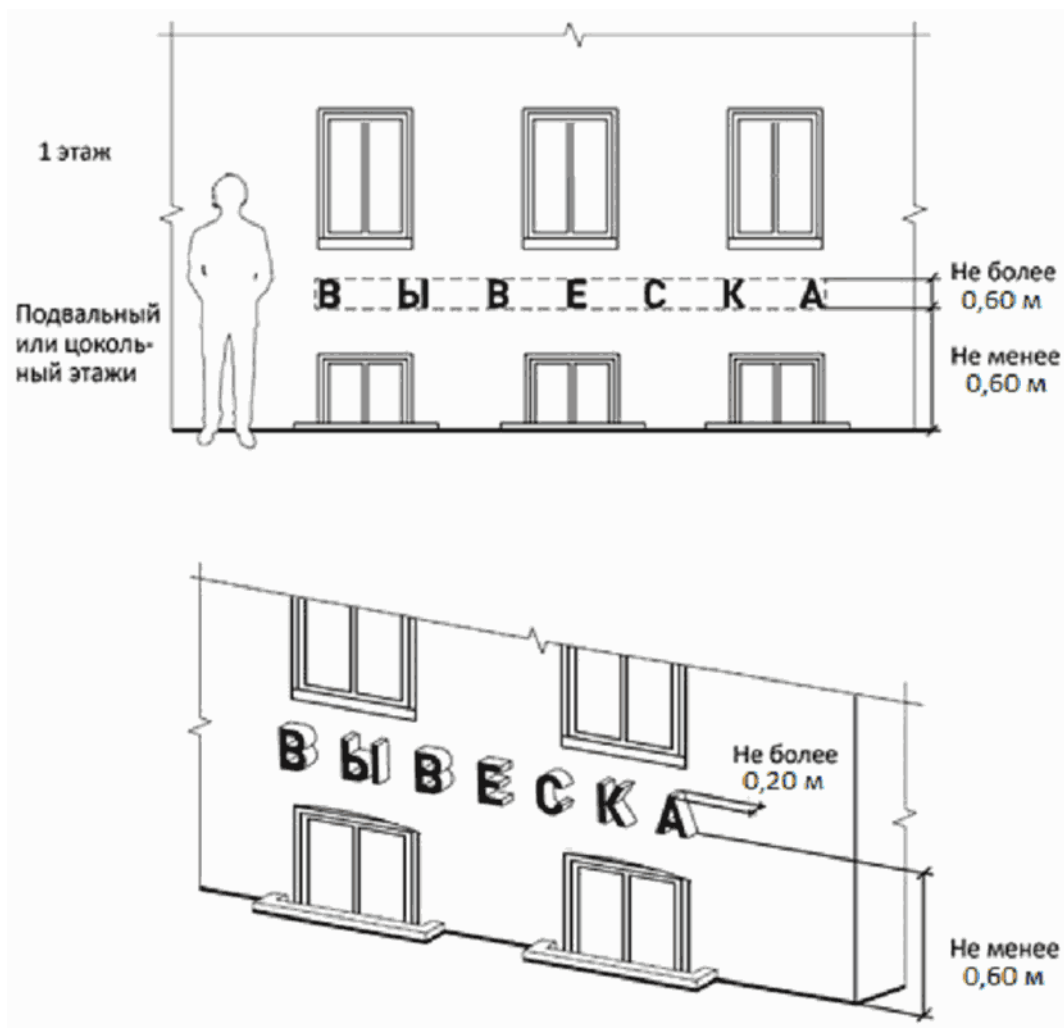 1 этаж
Подвальный
или цоколь-
ный этажи
В Ы В Е С К А
Не более
0,60 м
Не менее
0,60 м
ВЫВЕСКА
Не более
0,20 м
Не менее
0,60 м